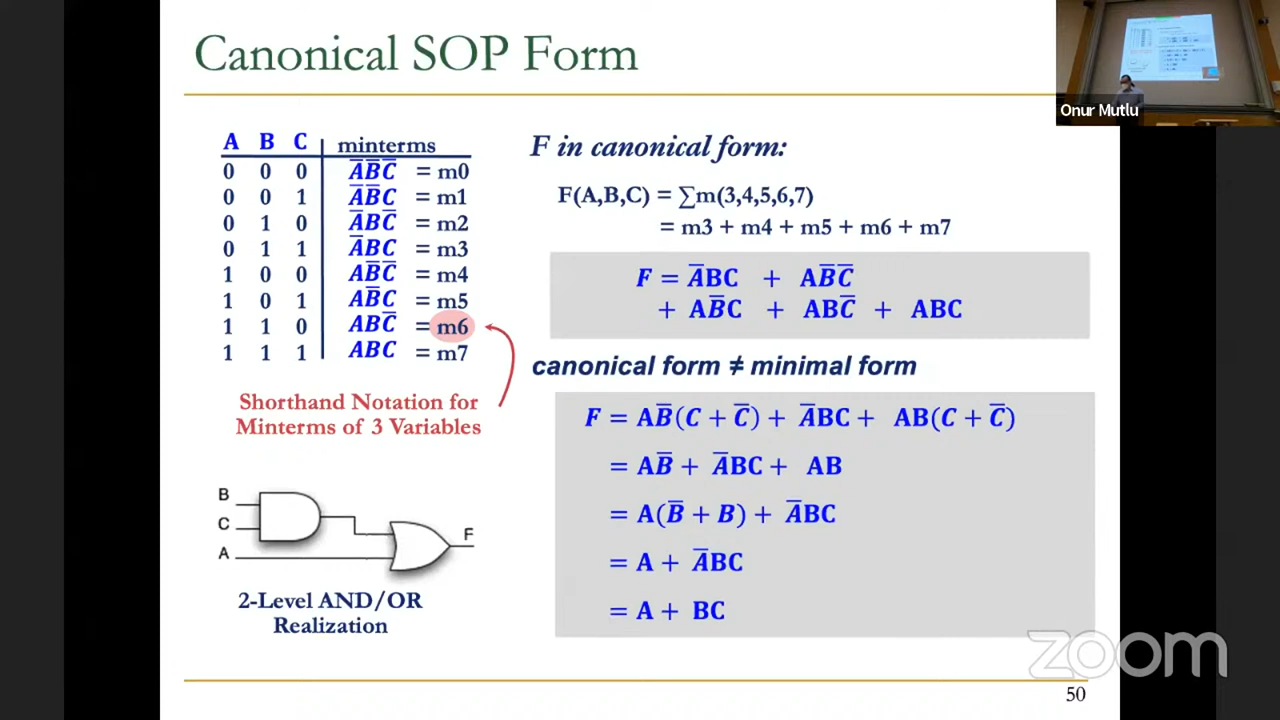 Canonical SOP Form
Onur Mutlu
A B C minterms
0 0 0 A̅B̅C̅ = m0
0 0 1 A̅B̅C = m1
0 1 0 A̅BC̅ = m2
0 1 1 A̅BC = m3
1 0 0 AB̅C̅ = m4
1 0 1 AB̅C = m5
1 1 0 ABC̅ = m6
1 1 1 ABC = m7
Shorthand Notation for
Minterms of 3 Variables
B
C
A
F
2-Level AND/OR
Realization
F in canonical form:
F(A,B,C) = ∑m(3,4,5,6,7)
= m3 + m4 + m5 + m6 + m7
F = A̅BC + AB̅C̅
+ AB̅C + ABC̅ + ABC
canonical form ≠ minimal form
F = AB̅(C + C̅) + A̅BC + AB(C + C̅)
= AB̅ + A̅BC + AB
= A(B̅ + B) + A̅BC
= A + A̅BC
= A + BC
zoom
50